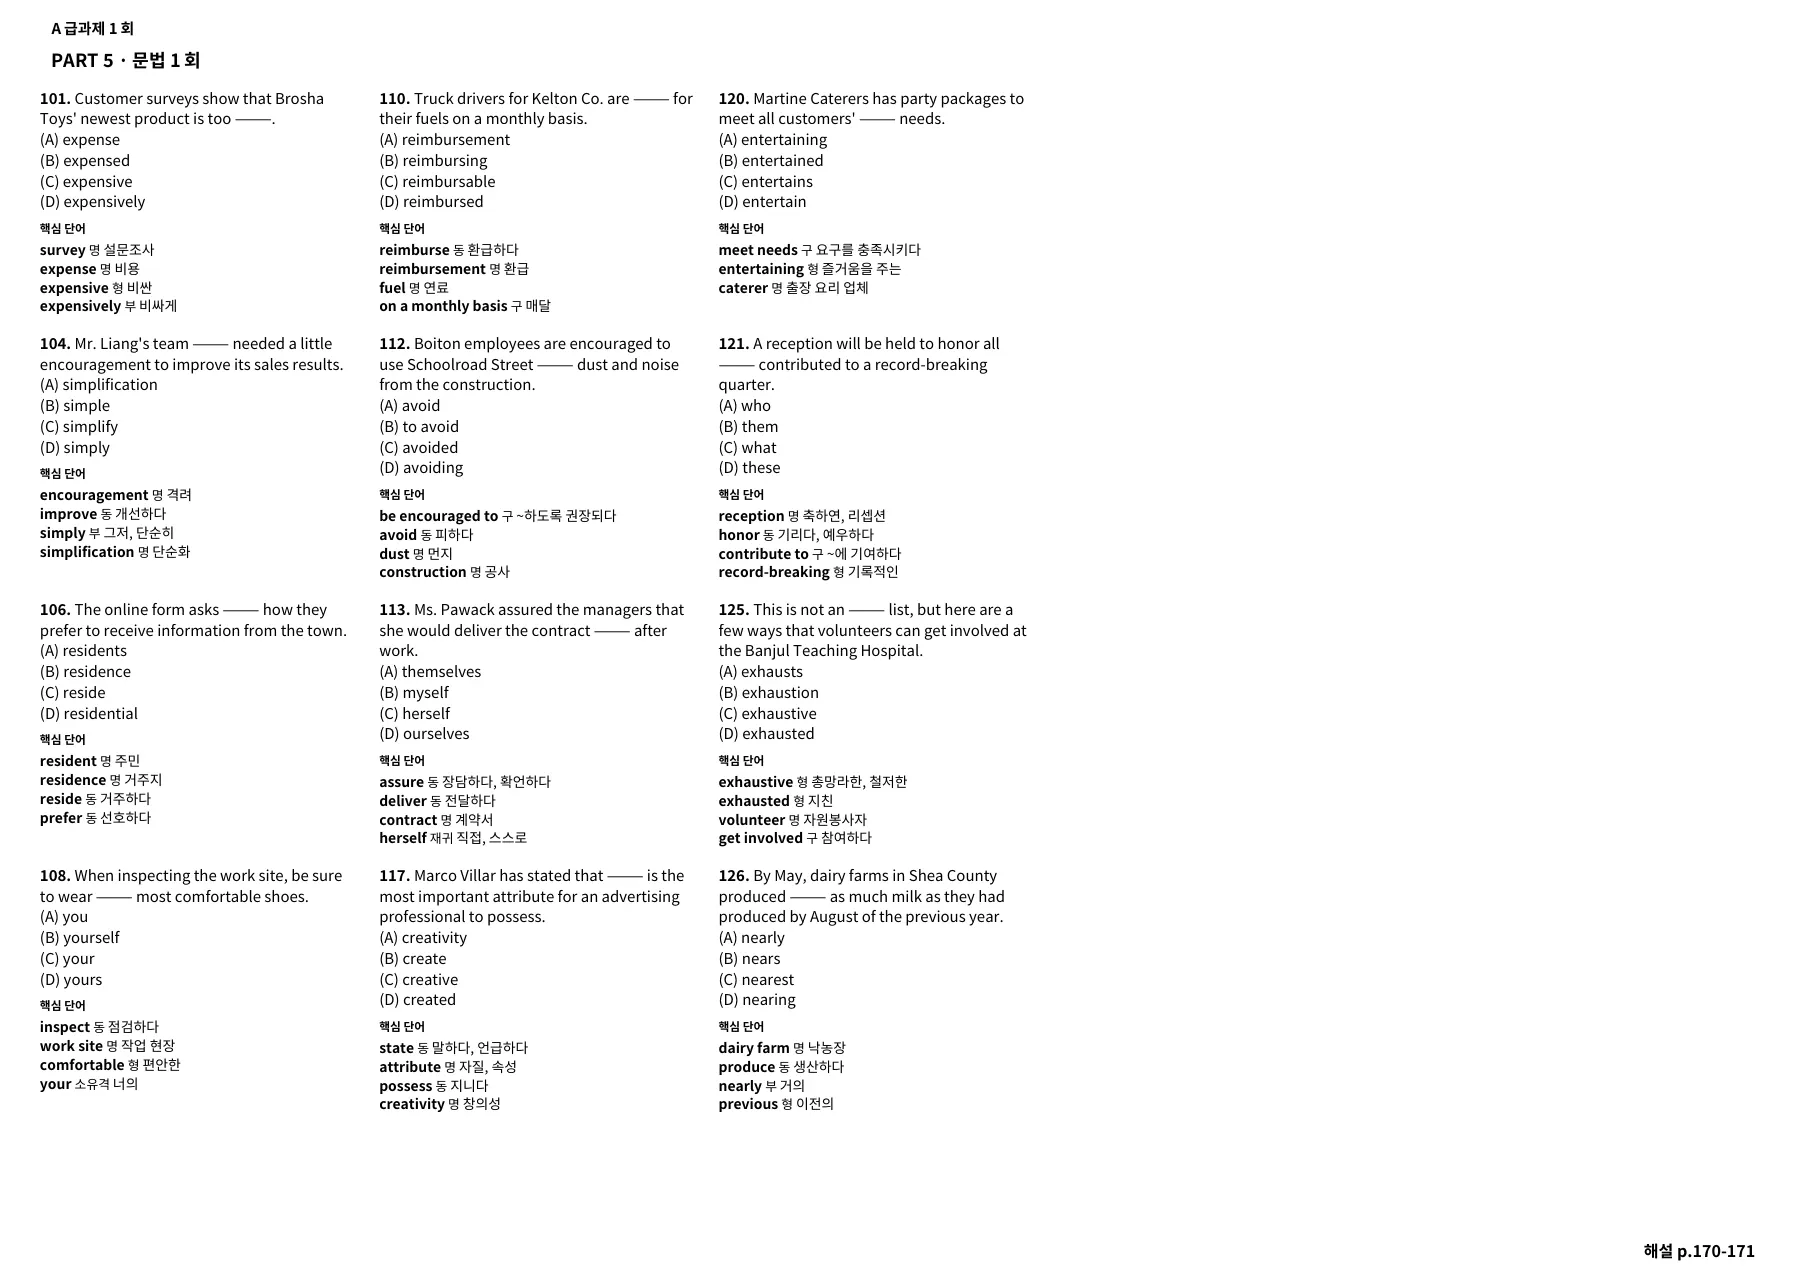 A 급과제 1 회
PART 5 · 문법 1 회
101. Customer surveys show that Brosha
Toys' newest product is too ——.
(A) expense
(B) expensed
(C) expensive
(D) expensively
핵심 단어
survey 명 설문조사
expense 명 비용
expensive 형 비싼
expensively 부 비싸게
104. Mr. Liang's team —— needed a little
encouragement to improve its sales results.
(A) simplification
(B) simple
(C) simplify
(D) simply
핵심 단어
encouragement 명 격려
improve 동 개선하다
simply 부 그저, 단순히
simplification 명 단순화
106. The online form asks —— how they
prefer to receive information from the town.
(A) residents
(B) residence
(C) reside
(D) residential
핵심 단어
resident 명 주민
residence 명 거주지
reside 동 거주하다
prefer 동 선호하다
108. When inspecting the work site, be sure
to wear —— most comfortable shoes.
(A) you
(B) yourself
(C) your
(D) yours
핵심 단어
inspect 동 점검하다
work site 명 작업 현장
comfortable 형 편안한
your 소유격 너의
110. Truck drivers for Kelton Co. are —— for
their fuels on a monthly basis.
(A) reimbursement
(B) reimbursing
(C) reimbursable
(D) reimbursed
핵심 단어
reimburse 동 환급하다
reimbursement 명 환급
fuel 명 연료
on a monthly basis 구 매달
112. Boiton employees are encouraged to
use Schoolroad Street —— dust and noise
from the construction.
(A) avoid
(B) to avoid
(C) avoided
(D) avoiding
핵심 단어
be encouraged to 구 ~하도록 권장되다
avoid 동 피하다
dust 명 먼지
construction 명 공사
113. Ms. Pawack assured the managers that
she would deliver the contract —— after
work.
(A) themselves
(B) myself
(C) herself
(D) ourselves
핵심 단어
assure 동 장담하다, 확언하다
deliver 동 전달하다
contract 명 계약서
herself 재귀 직접, 스스로
117. Marco Villar has stated that —— is the
most important attribute for an advertising
professional to possess.
(A) creativity
(B) create
(C) creative
(D) created
핵심 단어
state 동 말하다, 언급하다
attribute 명 자질, 속성
possess 동 지니다
creativity 명 창의성
120. Martine Caterers has party packages to
meet all customers' —— needs.
(A) entertaining
(B) entertained
(C) entertains
(D) entertain
핵심 단어
meet needs 구 요구를 충족시키다
entertaining 형 즐거움을 주는
caterer 명 출장 요리 업체
121. A reception will be held to honor all
—— contributed to a record-breaking
quarter.
(A) who
(B) them
(C) what
(D) these
핵심 단어
reception 명 축하연, 리셉션
honor 동 기리다, 예우하다
contribute to 구 ~에 기여하다
record-breaking 형 기록적인
125. This is not an —— list, but here are a
few ways that volunteers can get involved at
the Banjul Teaching Hospital.
(A) exhausts
(B) exhaustion
(C) exhaustive
(D) exhausted
핵심 단어
exhaustive 형 총망라한, 철저한
exhausted 형 지친
volunteer 명 자원봉사자
get involved 구 참여하다
126. By May, dairy farms in Shea County
produced —— as much milk as they had
produced by August of the previous year.
(A) nearly
(B) nears
(C) nearest
(D) nearing
핵심 단어
dairy farm 명 낙농장
produce 동 생산하다
nearly 부 거의
previous 형 이전의
해설 p.170-171